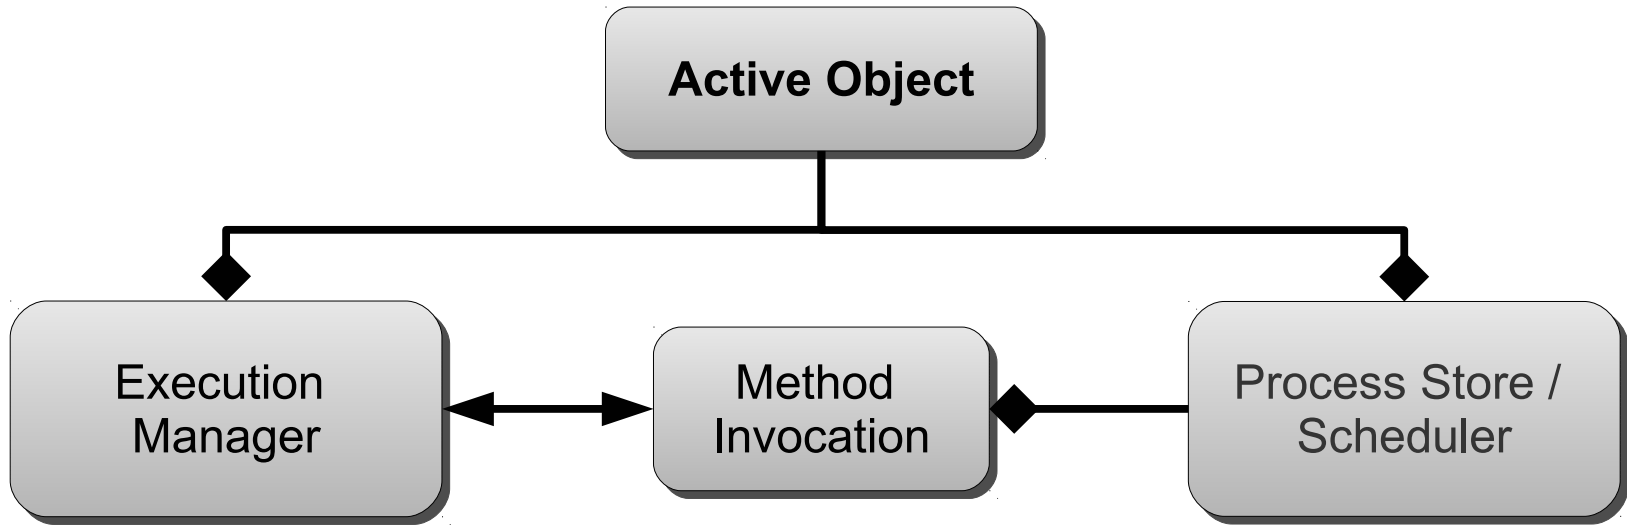 Active Object
Execution
Manager
Method
Invocation
Process Store /
Scheduler